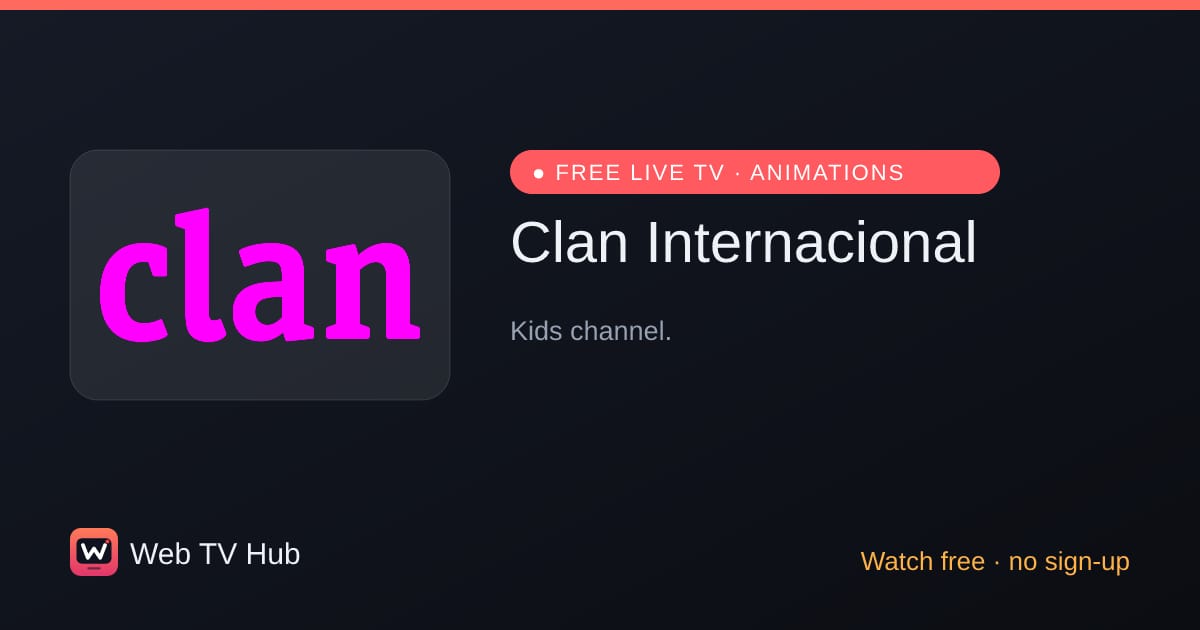 clan
● FREE LIVE TV · ANIMATIONS
Clan Internacional
Kids channel.
W
Web TV Hub
Watch free · no sign-up